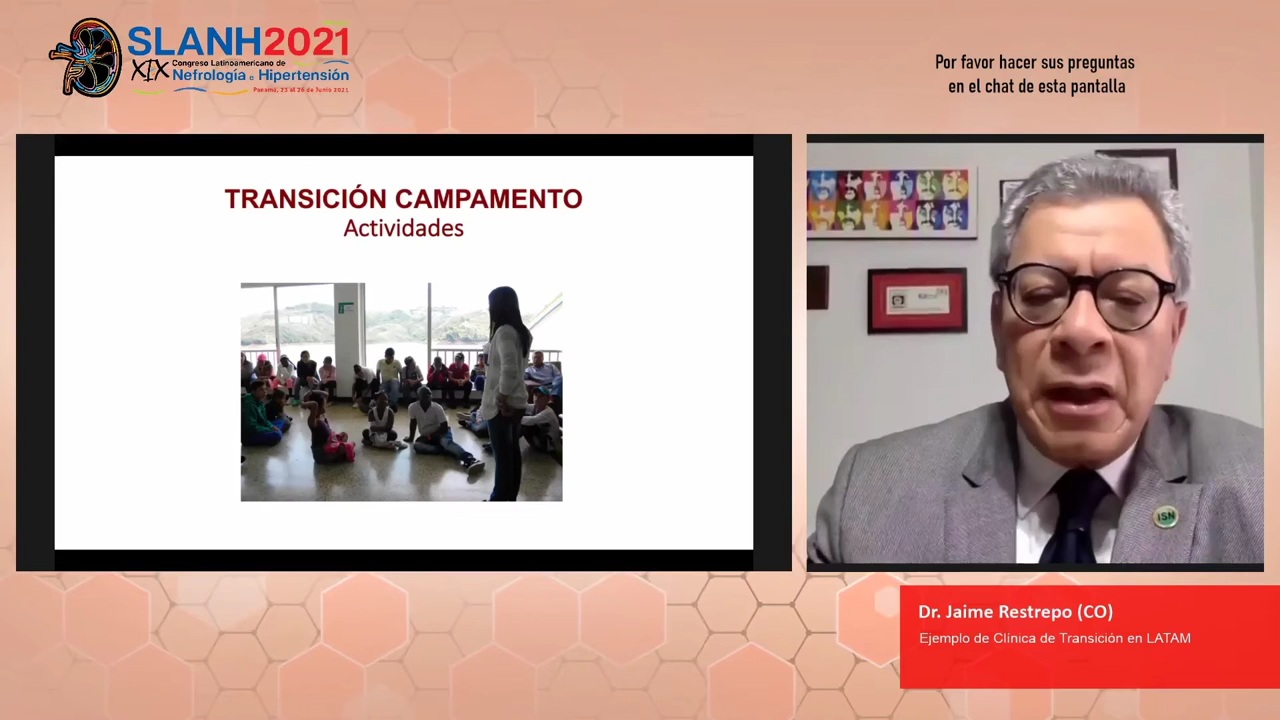 SLANH2021
XIX Congreso Latinoamericano de
Nefrología e Hipertensión
Panamá, 23 al 26 de Junio 2021
Por favor hacer sus preguntas
en el chat de esta pantalla
TRANSICIÓN CAMPAMENTO
Actividades
ISN
Dr. Jaime Restrepo (CO)
Ejemplo de Clínica de Transición en LATAM